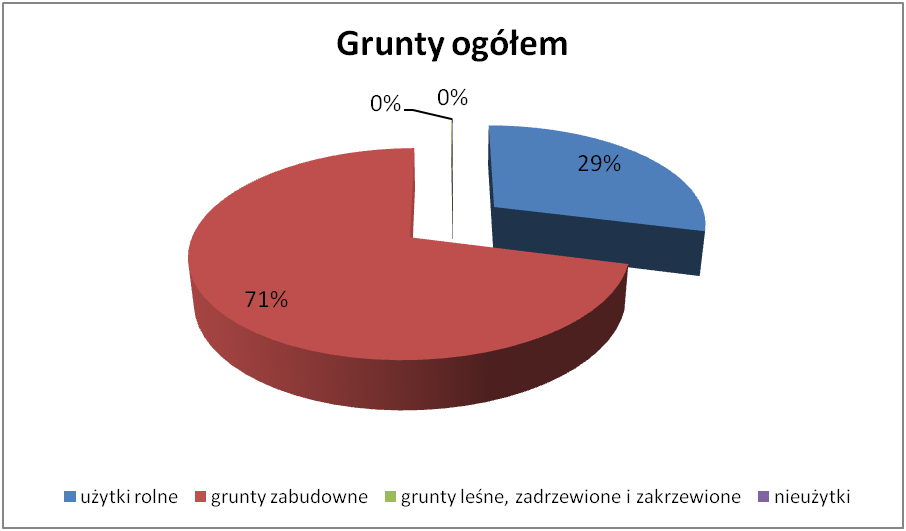 Grunty ogółem
0%
0%
29%
71%
użytki rolne
grunty zabudowne
grunty leśne, zadrzewione i zakrzewione
nieużytki